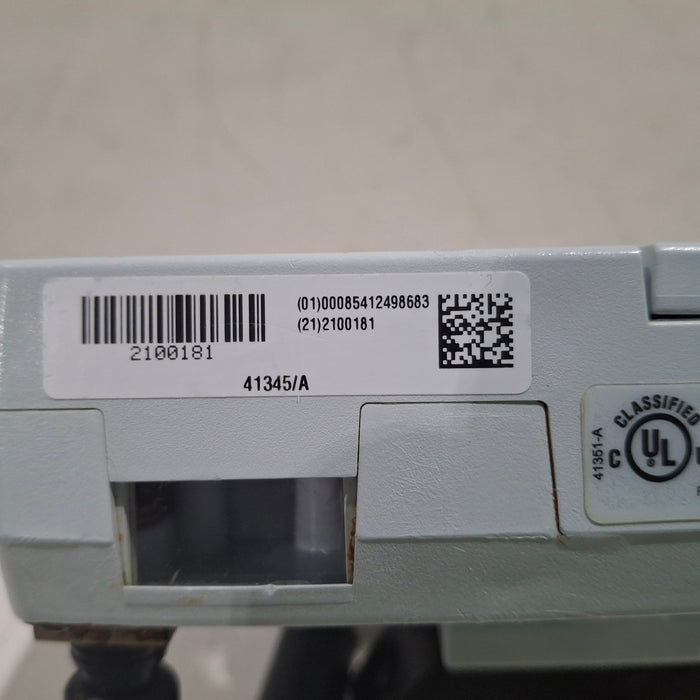 (01)00085412498683
(21)2100181
2100181
41345/A
CLASSIFIED
C UL
41351-A